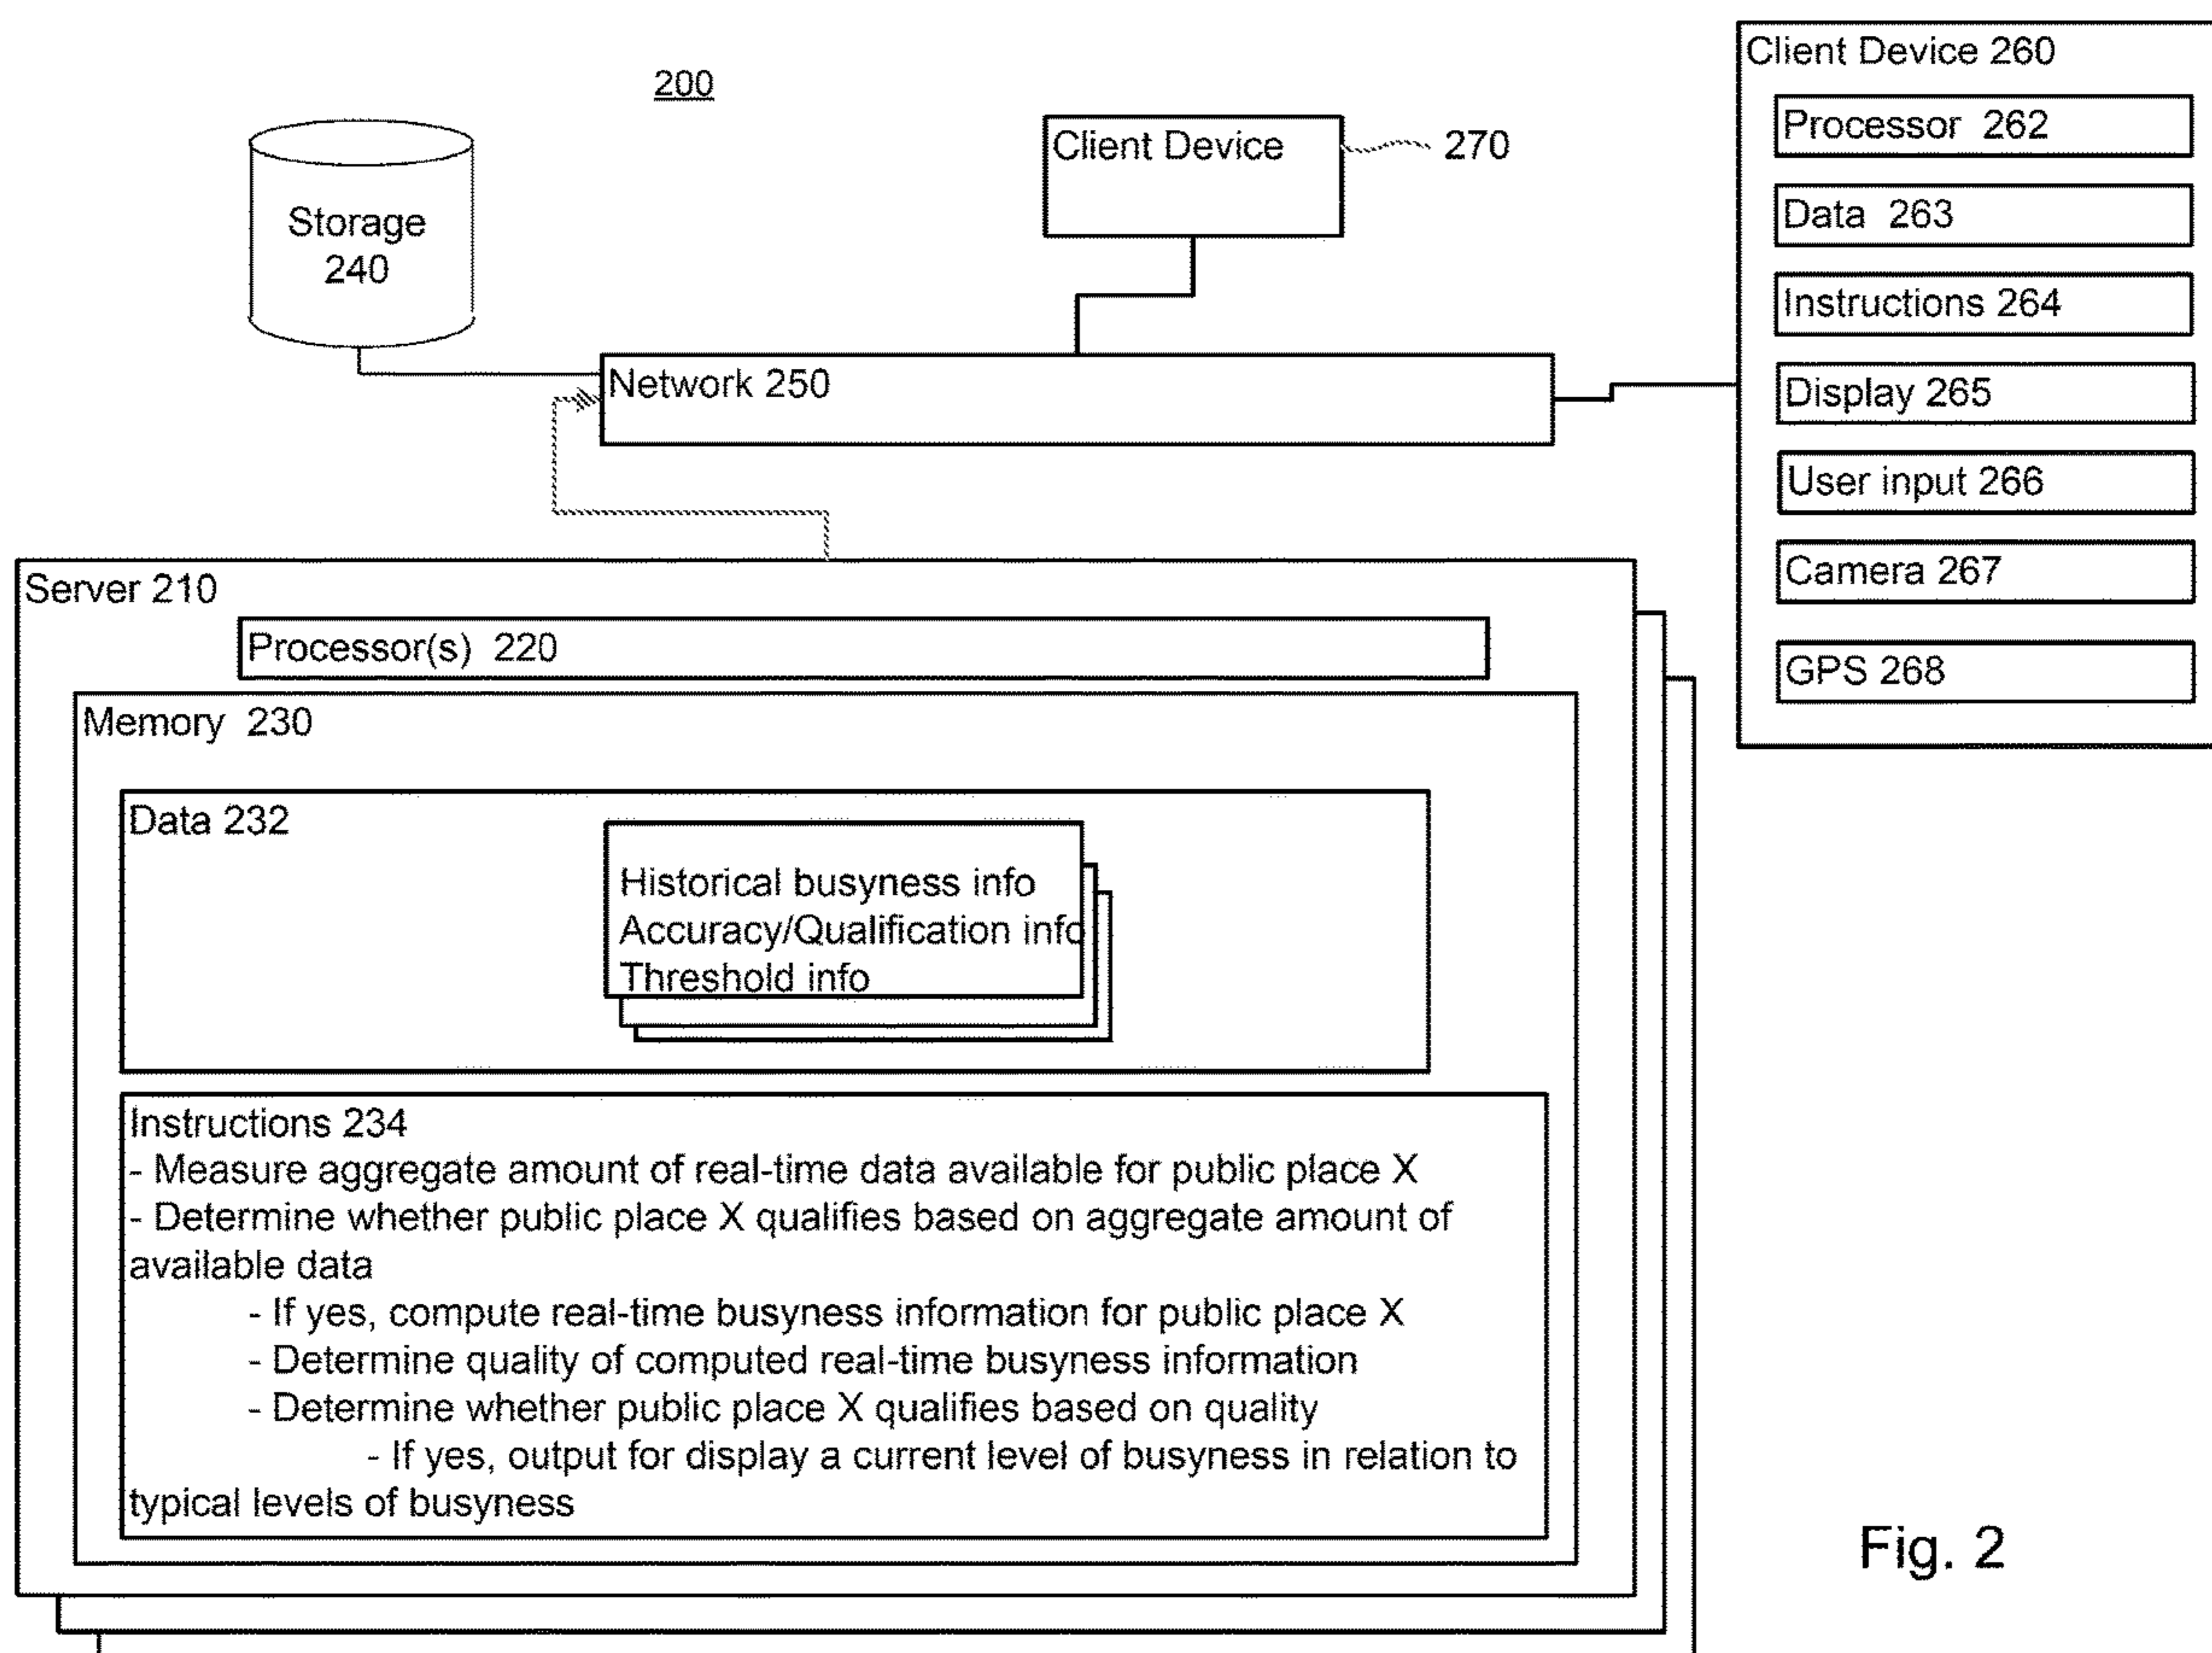 200
Storage
240
Client Device
270
Network 250
Client Device 260
Processor 262
Data 263
Instructions 264
Display 265
User input 266
Camera 267
GPS 268
Server 210
Processor(s) 220
Memory 230
Data 232
Historical busyness info
Accuracy/Qualification info
Threshold info
Instructions 234
- Measure aggregate amount of real-time data available for public place X
- Determine whether public place X qualifies based on aggregate amount of
available data
- If yes, compute real-time busyness information for public place X
- Determine quality of computed real-time busyness information
- Determine whether public place X qualifies based on quality
- If yes, output for display a current level of busyness in relation to
typical levels of busyness
Fig. 2